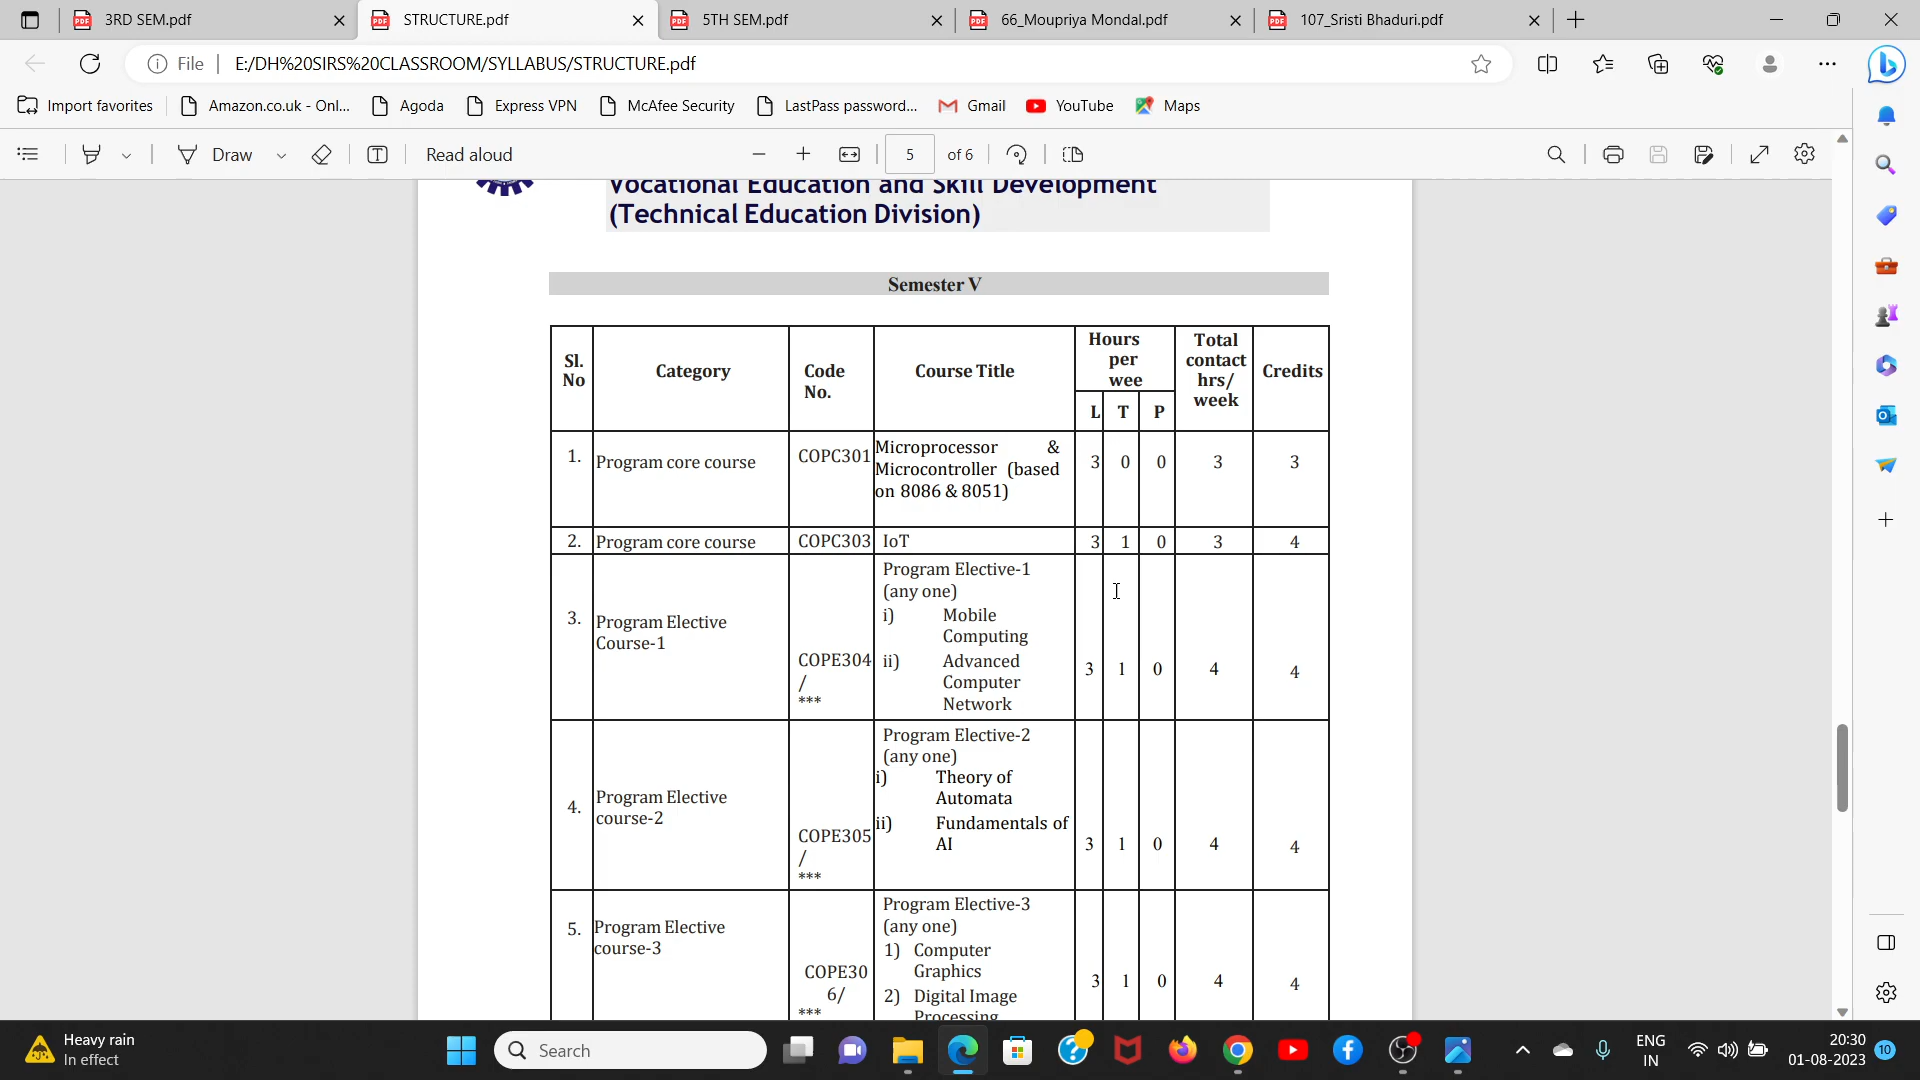 3RD SEM.pdf
STRUCTURE.pdf
5TH SEM.pdf
66_Moupriya Mondal.pdf
107_Sristi Bhaduri.pdf
File
E:/DH%20SIRS%20CLASSROOM/SYLLABUS/STRUCTURE.pdf
Import favorites
Amazon.co.uk - Onl...
Agoda
Express VPN
McAfee Security
LastPass password...
Gmail
YouTube
Maps
Draw
Read aloud
5
of 6
Vocational Education and Skill Development
(Technical Education Division)
Semester V
Sl. No
Category
Code No.
Course Title
Hours per wee
L T P
Total contact hrs/ week
Credits
1. Program core course COPC301 Microprocessor & 3 0 0 3 3
Microcontroller (based
on 8086 & 8051)
2. Program core course COPC303 IoT 3 1 0 3 4
3. Program Elective
Course-1
COPE304
/
***
Program Elective-1
(any one)
i) Mobile
Computing
ii) Advanced
Computer
Network
3 1 0 4 4
4. Program Elective
course-2
COPE305
/
***
Program Elective-2
(any one)
i) Theory of
Automata
ii) Fundamentals of
AI
3 1 0 4 4
5. Program Elective
course-3
COPE30
6/
***
Program Elective-3
(any one)
1) Computer
Graphics
2) Digital Image
Processing
3 1 0 4 4
Heavy rain
In effect
Search
ENG
IN
20:30
01-08-2023
10